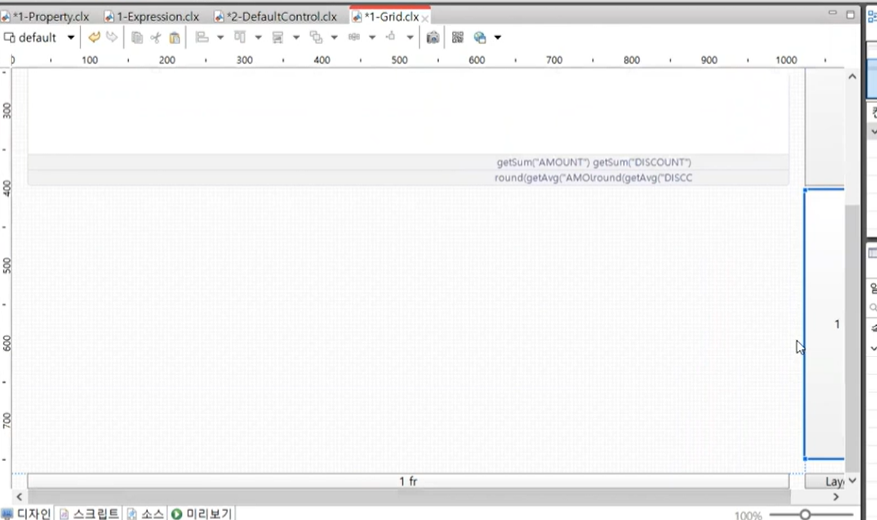 *1-Property.clx 1-Expression.clx *2-DefaultControl.clx *1-Grid.clx
default
0 100 200 300 400 500 600 700 800 900 1000
300
getSum("AMOUNT") getSum("DISCOUNT")
round(getAvg("AMOUround(getAvg("DISCC
400
500
1
600
700
1 fr Lay
디자인 스크립트 소스 미리보기 100%